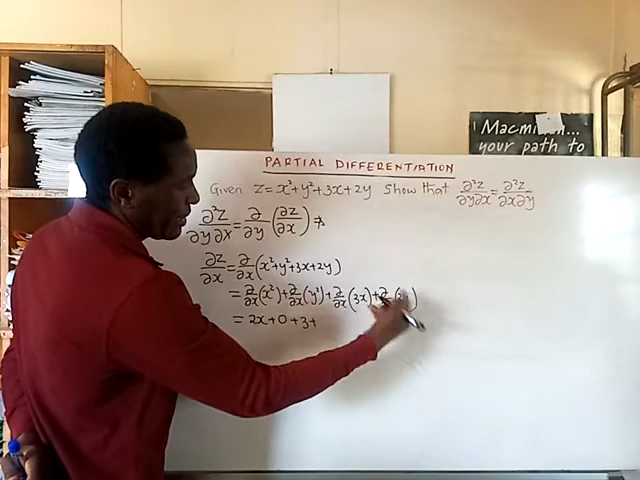 Macmillan...
your path to
PARTIAL DIFFERENTIATION
Given z=x²+y²+3x+2y show that ∂²z/∂y∂x=∂²z/∂x∂y
∂²z/∂y∂x=∂/∂y(∂z/∂x)⇒
∂z/∂x=∂/∂x(x²+y²+3x+2y)
=∂/∂x(x²)+∂/∂x(y²)+∂/∂x(3x)+
=2x+0+3+